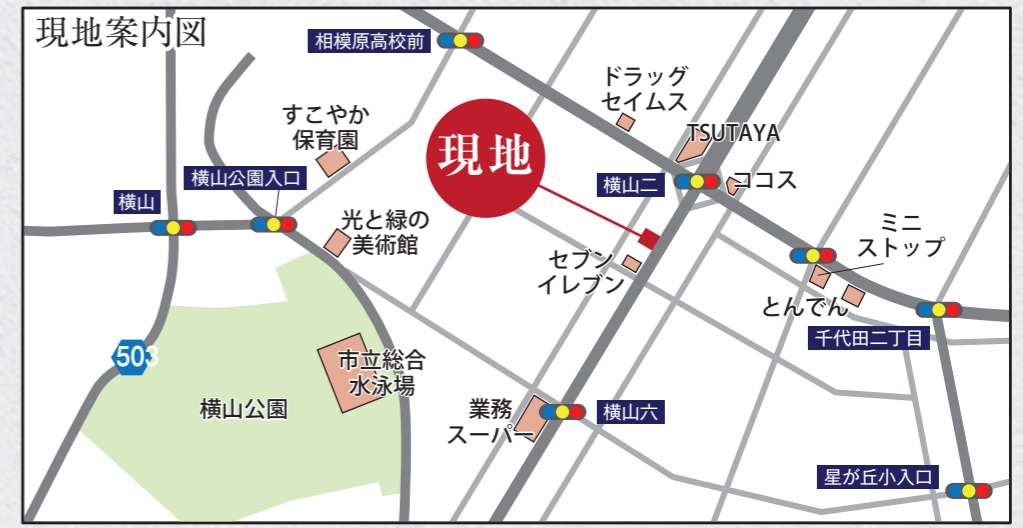 現地案内図
相模原高校前
ドラッグ
セイムス
すこやか
保育園
現地
TSUTAYA
横山公園入口
横山二
ココス
横山
光と緑の
美術館
ミニ
ストップ
セブン
イレブン
とんでん
千代田二丁目
503
市立総合
水泳場
横山公園
業務
スーパー
横山六
星が丘小入口